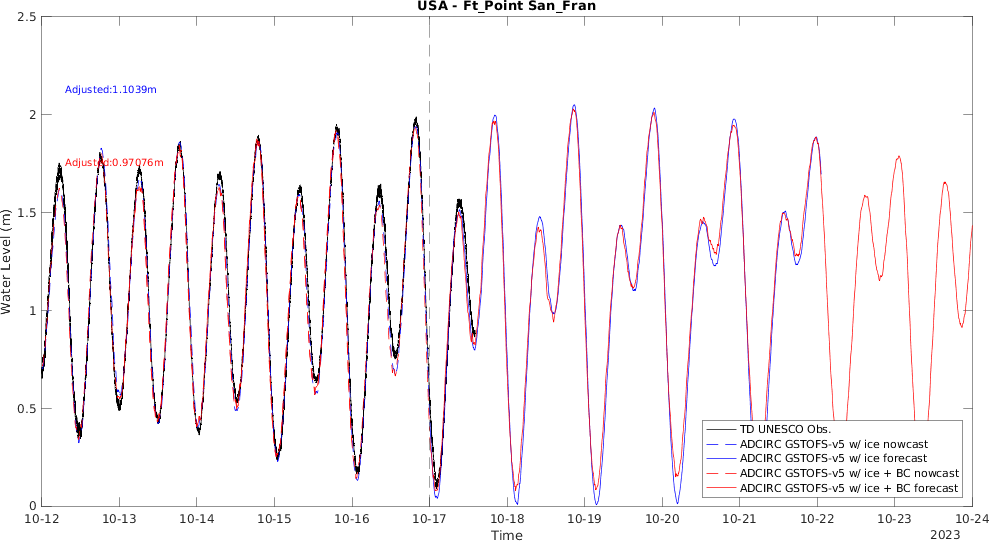 USA - Ft_Point San_Fran
2.5
Adjusted:1.1039m
2
Adjusted:0.97076m
1.5
Water Level (m)
1
0.5
0
TD UNESCO Obs.
ADCIRC GSTOFS-v5 w/ ice nowcast
ADCIRC GSTOFS-v5 w/ ice forecast
ADCIRC GSTOFS-v5 w/ ice + BC nowcast
ADCIRC GSTOFS-v5 w/ ice + BC forecast
10-12 10-13 10-14 10-15 10-16 10-17 10-18 10-19 10-20 10-21 10-22 10-23 10-24
Time
2023